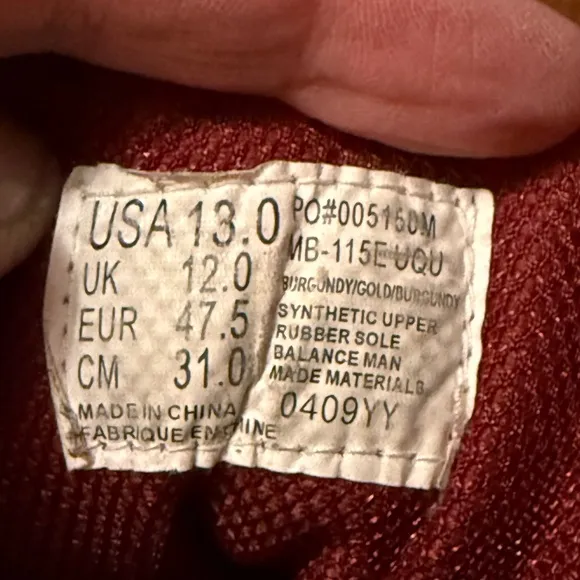 USA 13.0
UK 12.0
EUR 47.5
CM 31.0
MADE IN CHINA
FABRIQUE EN CHINE
PO#005150M
MB-115E UQU
BURGUNDY/GOLD/BURGUNDY
SYNTHETIC UPPER
RUBBER SOLE
BALANCE MAN
MADE MATERIALS
0409YY